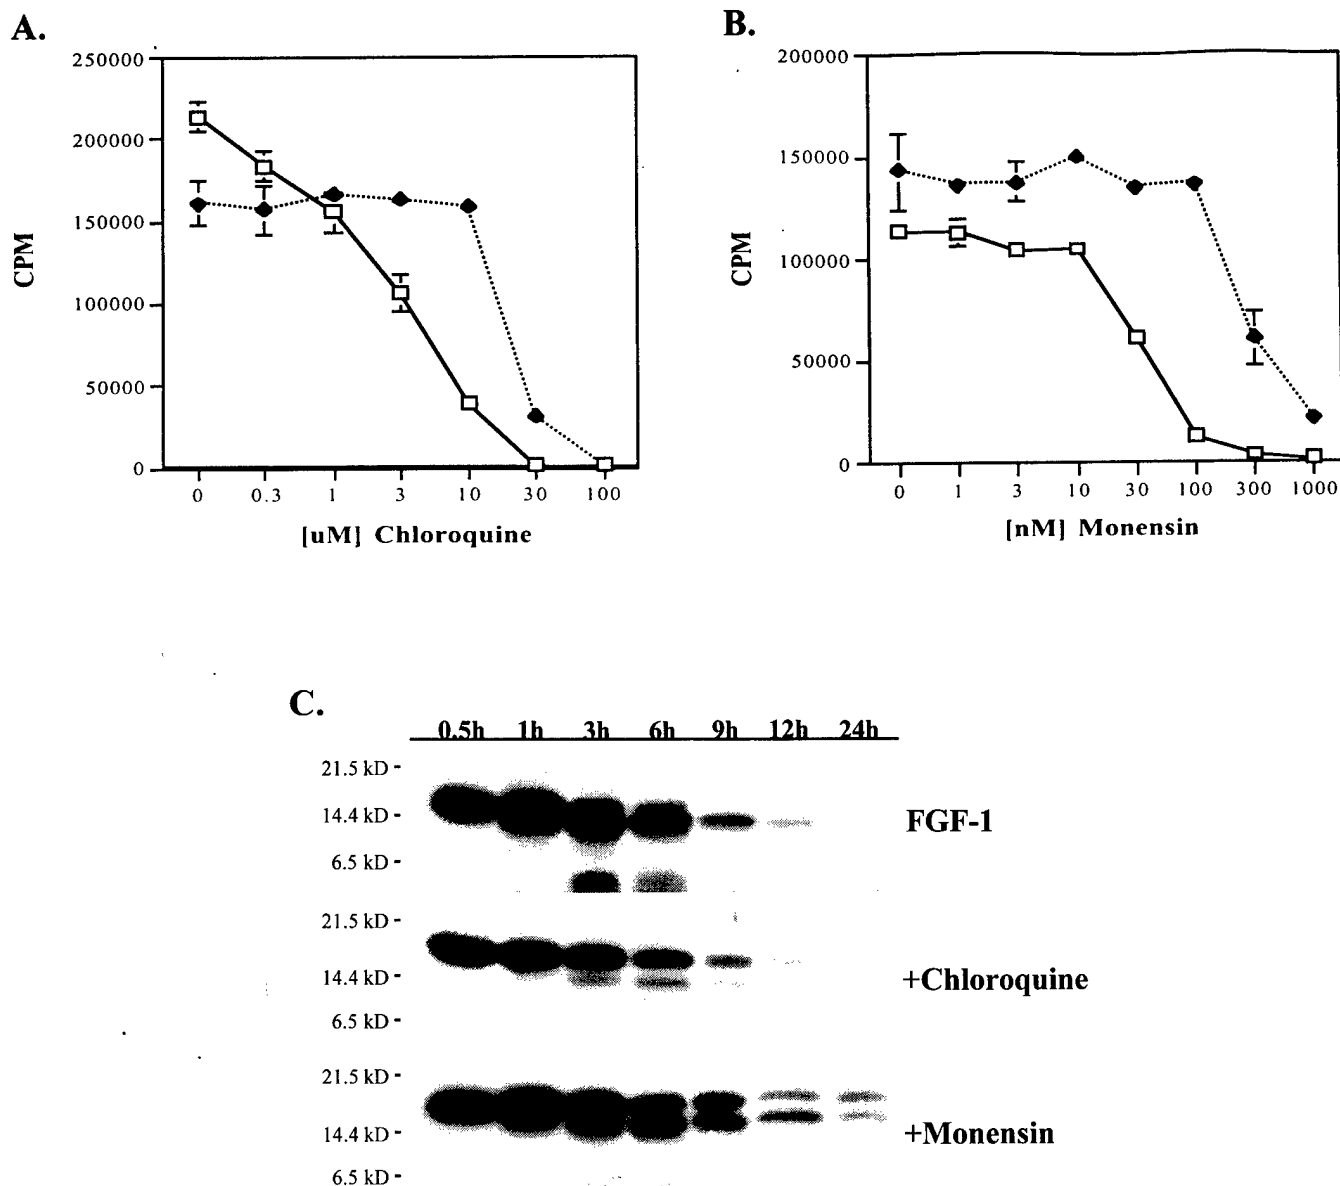 A.
250000
200000
150000
100000
50000
0
CPM
0 0.3 1 3 10 30 100
[uM] Chloroquine
B.
200000
150000
100000
50000
0
CPM
0 1 3 10 30 100 300 1000
[nM] Monensin
C.
0.5h 1h 3h 6h 9h 12h 24h
21.5 kD -
14.4 kD -
6.5 kD -
FGF-1
21.5 kD -
14.4 kD -
6.5 kD -
+Chloroquine
21.5 kD -
14.4 kD -
6.5 kD -
+Monensin